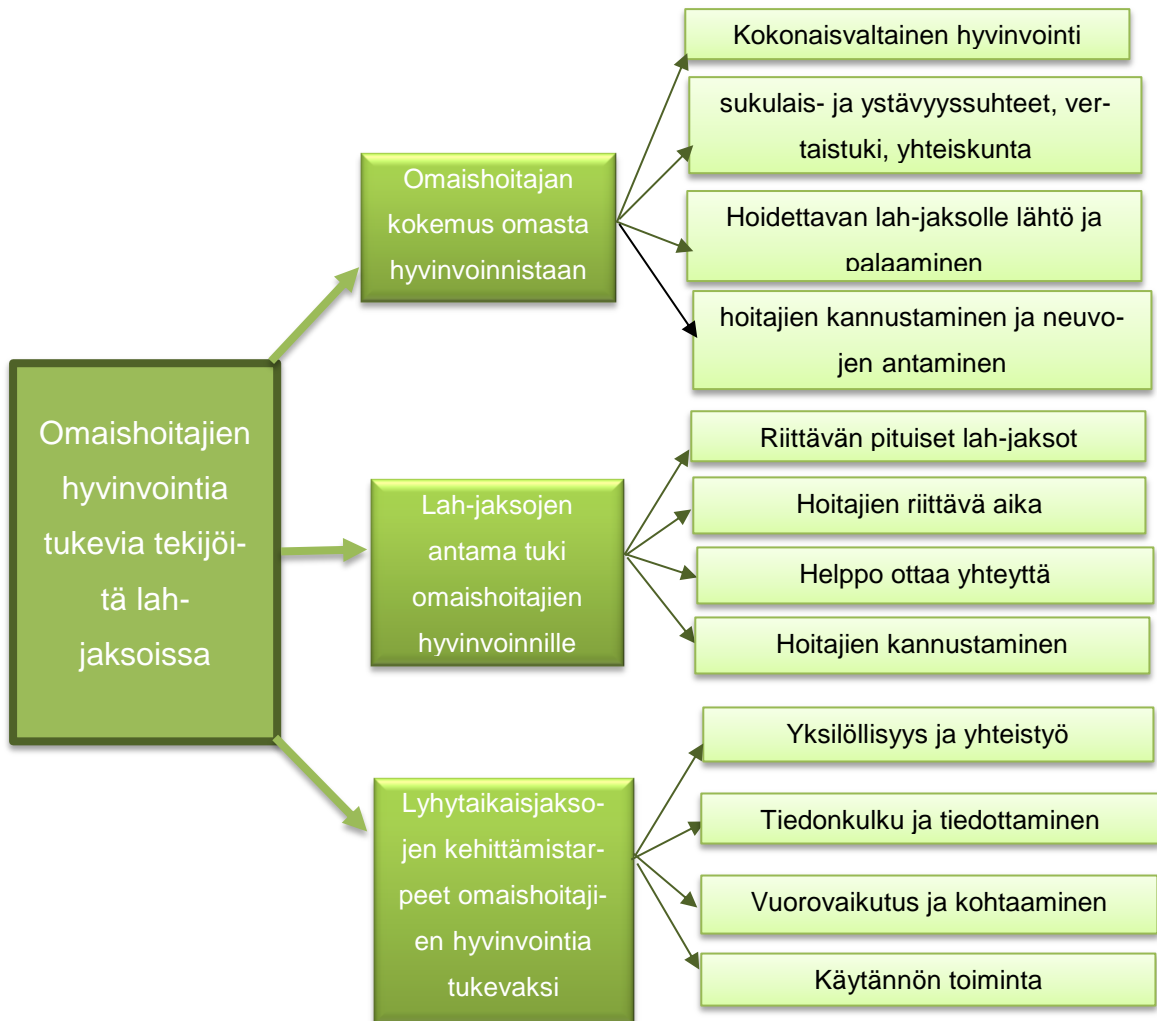 Omaishoitajien
hyvinvointia
tukevia tekijöi-
tä lah-
jaksoissa
Omaishoitajan
kokemus omasta
hyvinvoinnistaan
Kokonaisvaltainen hyvinvointi
sukulais- ja ystävyyssuhteet, ver-
taistuki, yhteiskunta
Hoidettavan lah-jaksolle lähtö ja
palaaminen
hoitajien kannustaminen ja neuvo-
jen antaminen
Lah-jaksojen
antama tuki
omaishoitajien
hyvinvoinnille
Riittävän pituiset lah-jaksot
Hoitajien riittävä aika
Helppo ottaa yhteyttä
Hoitajien kannustaminen
Lyhytaikaisjakso-
jen kehittämistar-
peet omaishoitaji-
en hyvinvointia
tukevaksi
Yksilöllisyys ja yhteistyö
Tiedonkulku ja tiedottaminen
Vuorovaikutus ja kohtaaminen
Käytännön toiminta